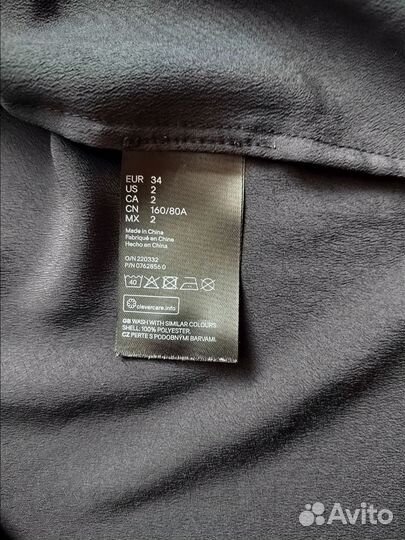 EUR 34
US 2
CA 2
CN 160/80A
MX 2
Made in China
Fabriqué en Chine
Hecho en China
O/N 220332
P/N 0762856 0
40
clevercare.info
GB WASH WITH SIMILAR COLOURS
SHELL: 100% POLYESTER,
CZ PERTE S PODOBNÝMI BARVAMI.
Avito